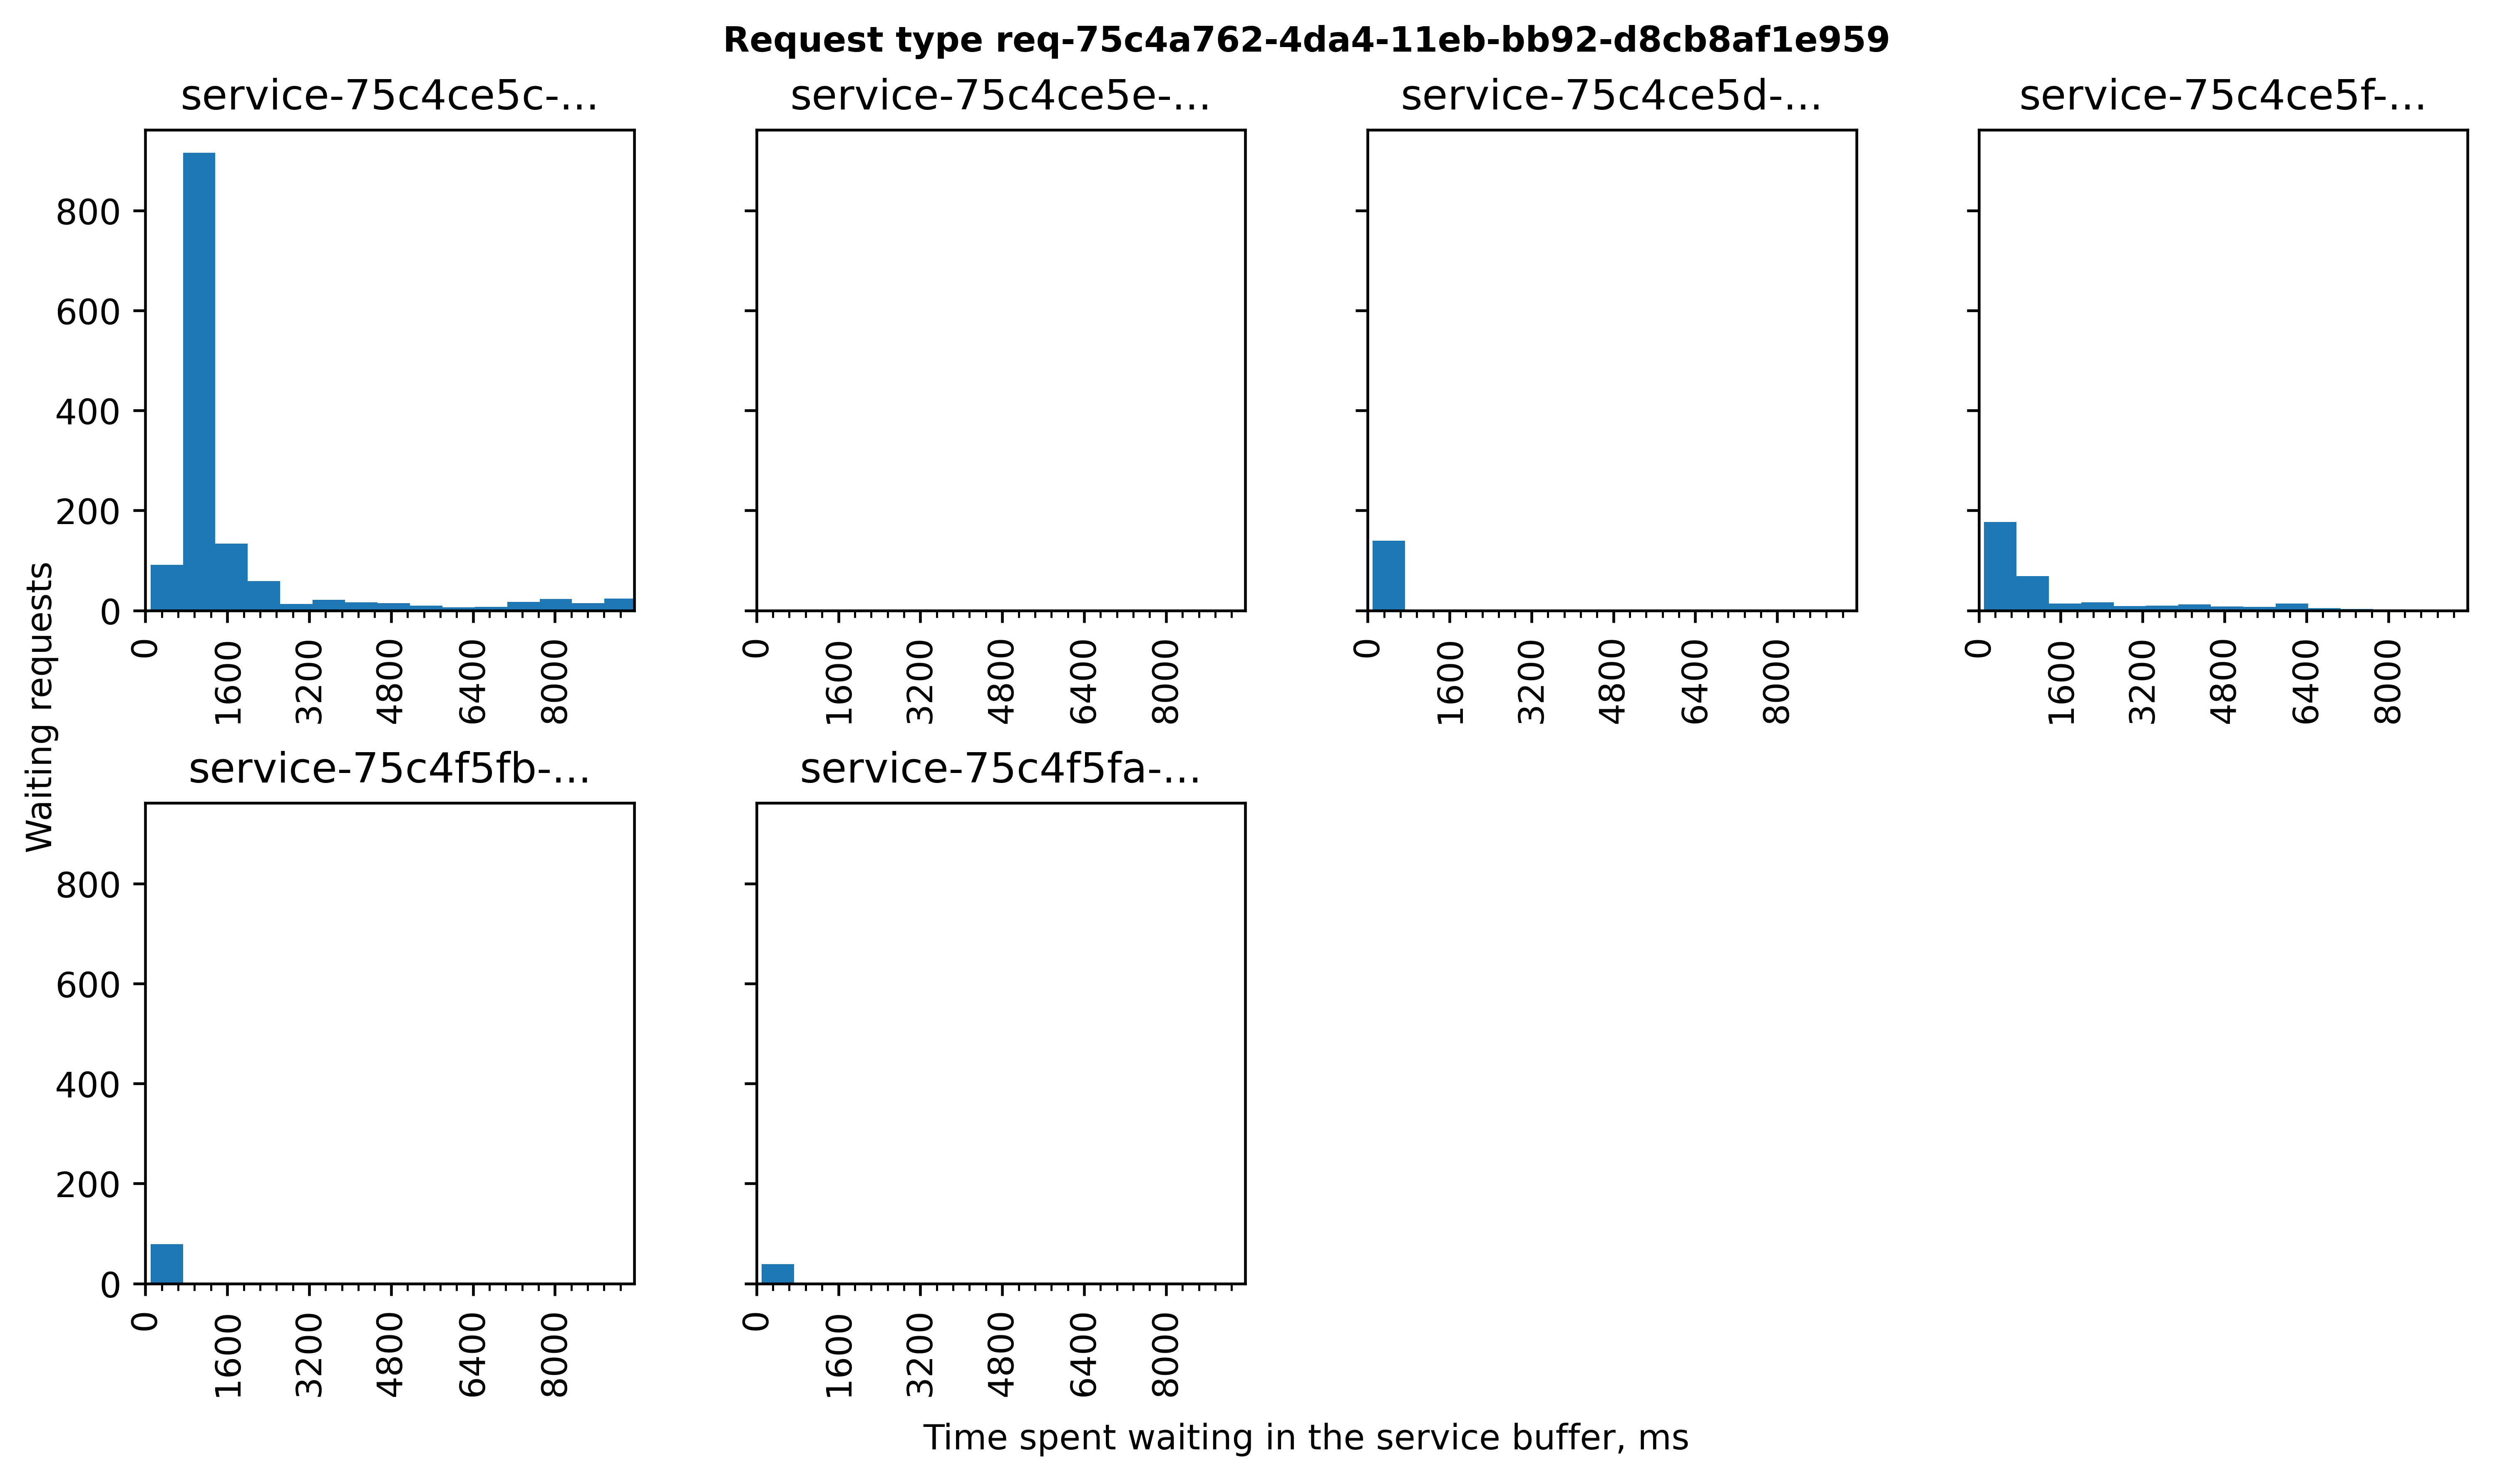 Request type req-75c4a762-4da4-11eb-bb92-d8cb8af1e959
service-75c4ce5c-...
service-75c4ce5e-...
service-75c4ce5d-...
service-75c4ce5f-...
800
600
400
200
0
0 1600 3200 4800 6400 8000
0 1600 3200 4800 6400 8000
0 1600 3200 4800 6400 8000
0 1600 3200 4800 6400 8000
Waiting requests
service-75c4f5fb-...
service-75c4f5fa-...
800
600
400
200
0
0 1600 3200 4800 6400 8000
0 1600 3200 4800 6400 8000
Time spent waiting in the service buffer, ms